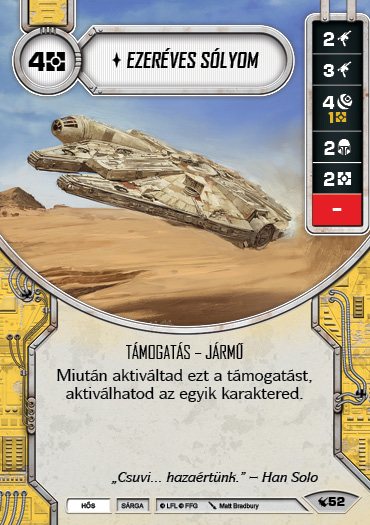 4
EZERÉVES SÓLYOM
2
3
4
1
2
2
–
TÁMOGATÁS – JÁRMŰ
Miután aktiváltad ezt a támogatást,
aktiválhatod az egyik karaktered.
„Csuvi... hazaértünk.” – Han Solo
HŐS
SÁRGA
© LFL © FFG
Matt Bradbury
52